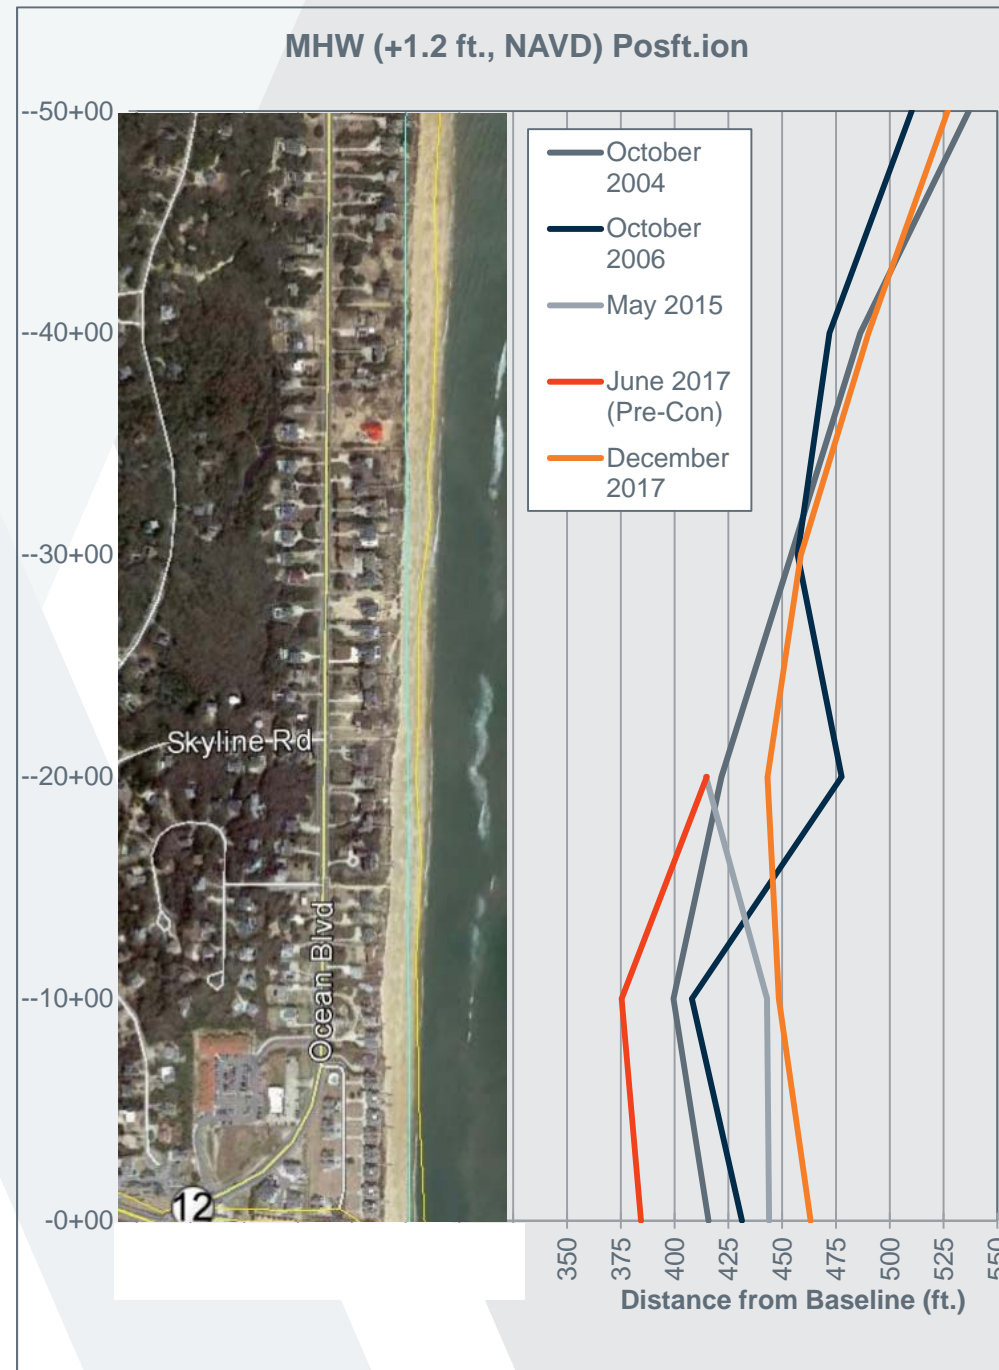 MHW (+1.2 ft., NAVD) Posft.ion
--50+00
--40+00
--30+00
--20+00
--10+00
-0+00
Skyline Rd
Ocean Blvd
12
October
2004
October
2006
May 2015
June 2017
(Pre-Con)
December
2017
350
375
400
425
450
475
500
525
550
Distance from Baseline (ft.)